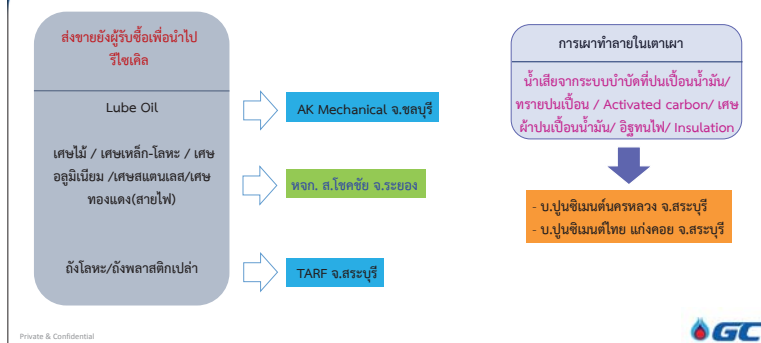 ส่งขายยังผู้รับซื้อเพื่อนำไป
รีไซเคิล
Lube Oil
AK Mechanical จ.ชลบุรี
เศษไม้ / เศษเหล็ก-โลหะ / เศษ
อลูมิเนียม /เศษสแตนเลส/เศษ
ทองแดง(สายไฟ)
หจก. ส.โชคชัย จ.ระยอง
ถังโลหะ/ถังพลาสติกเปล่า
TARF จ.สระบุรี
การเผาทำลายในเตาเผา
น้ำเสียจากระบบบำบัดที่ปนเปื้อนน้ำมัน/
ทรายปนเปื้อน / Activated carbon/ เศษ
ผ้าปนเปื้อนน้ำมัน/ อิฐทนไฟ/ Insulation
- บ.ปูนซิเมนต์นครหลวง จ.สระบุรี
- บ.ปูนซิเมนต์ไทย แก่งคอย จ.สระบุรี
Private & Confidential
GC